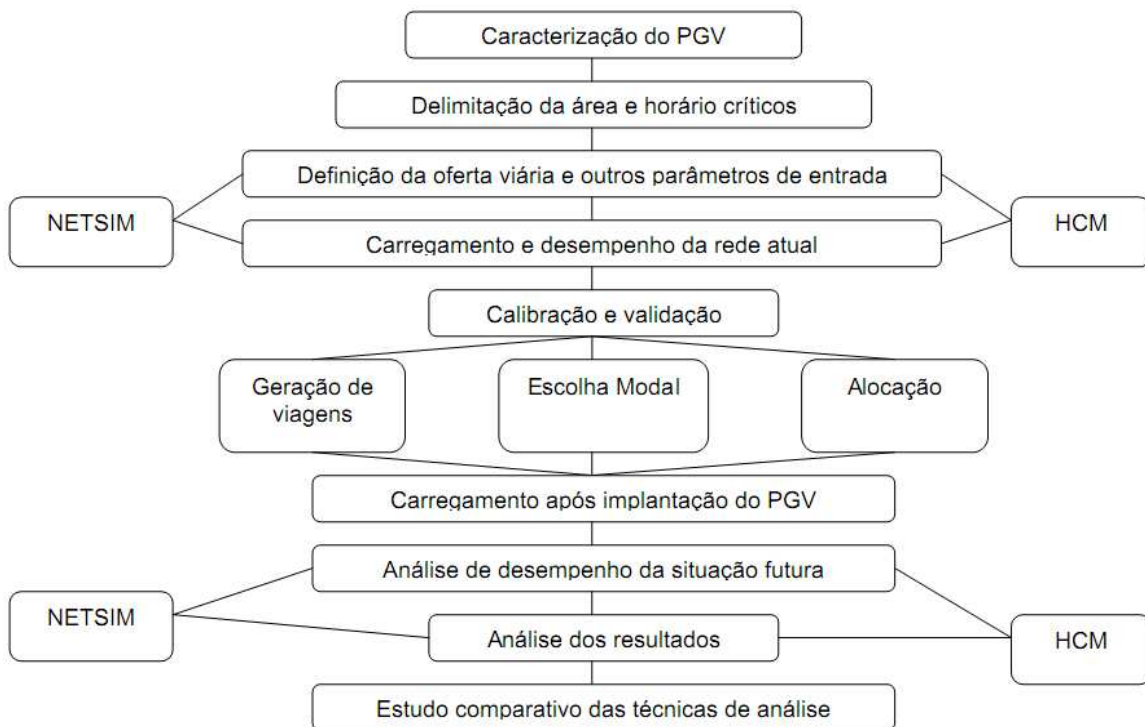 Caracterização do PGV
Delimitação da área e horário críticos
Definição da oferta viária e outros parâmetros de entrada
NETSIM
HCM
Carregamento e desempenho da rede atual
Calibração e validação
Geração de
viagens
Escolha Modal
Alocação
Carregamento após implantação do PGV
Análise de desempenho da situação futura
NETSIM
HCM
Análise dos resultados
Estudo comparativo das técnicas de análise